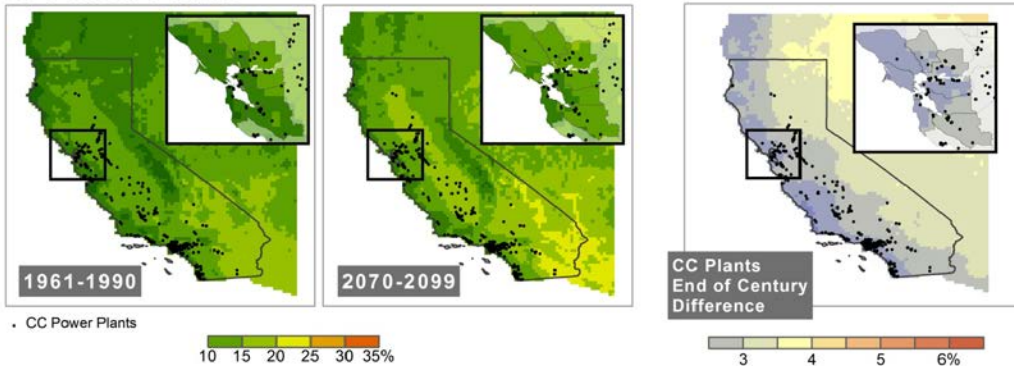 1961-1990
2070-2099
CC Plants
End of Century
Difference
CC Power Plants
10 15 20 25 30 35%
3 4 5 6%